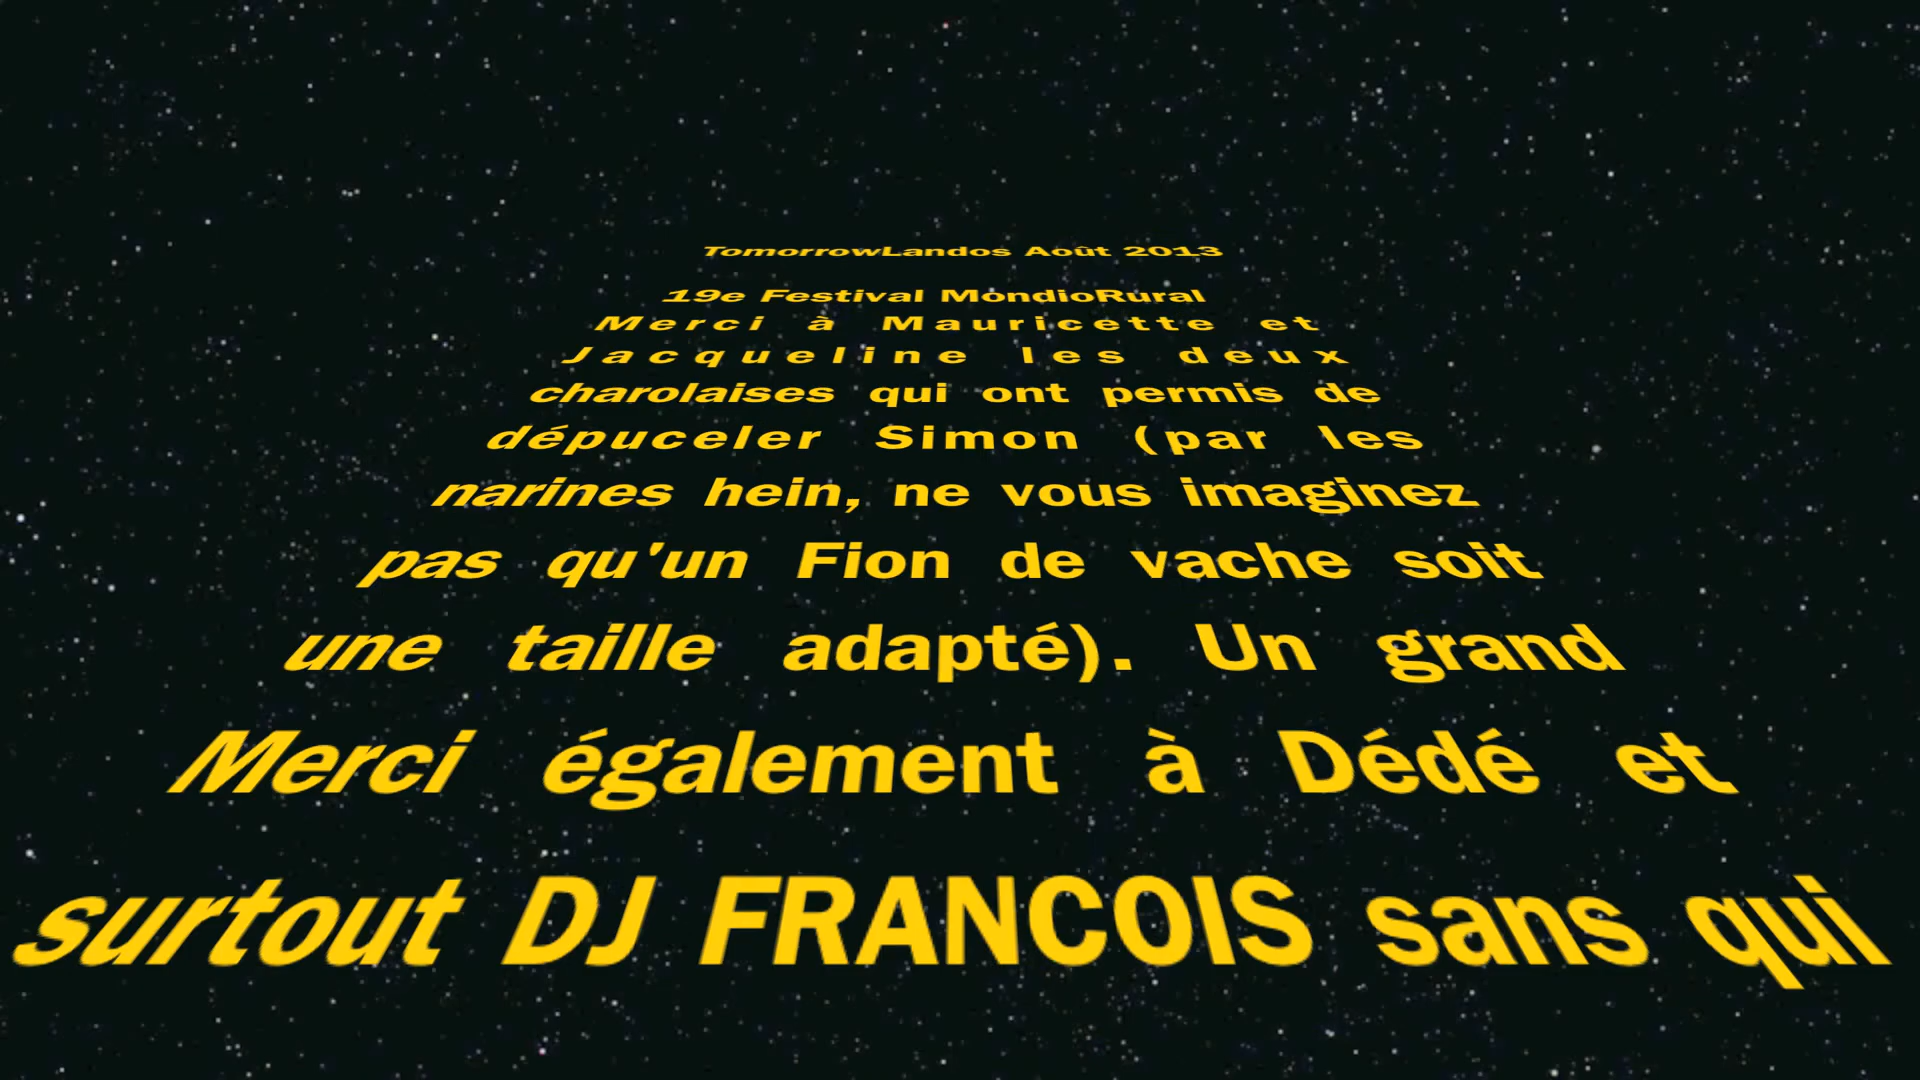 TomorrowLandos Août 2013
19e Festival MondioRural
Merci à Mauricette et
Jacqueline les deux
charolaises qui ont permis de
dépuceler Simon (par les
narines hein, ne vous imaginez
pas qu'un Fion de vache soit
une taille adapté). Un grand
Merci également à Dédé et
surtout DJ FRANCOIS sans qui